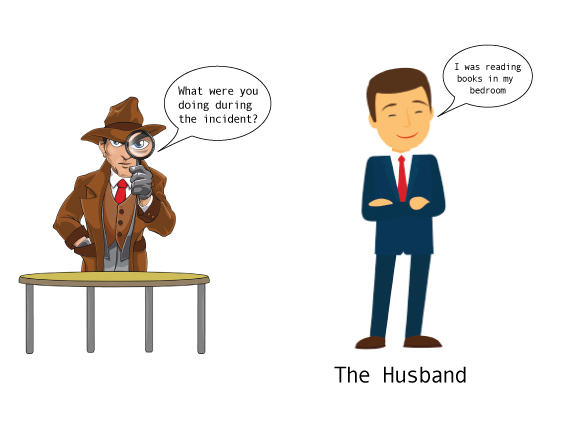 What were you
doing during
the incident?
I was reading
books in my
bedroom
The Husband